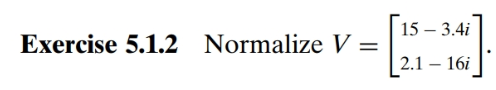 Exercise 5.1.2 Normalize V = [15 – 3.4i
2.1 – 16i].